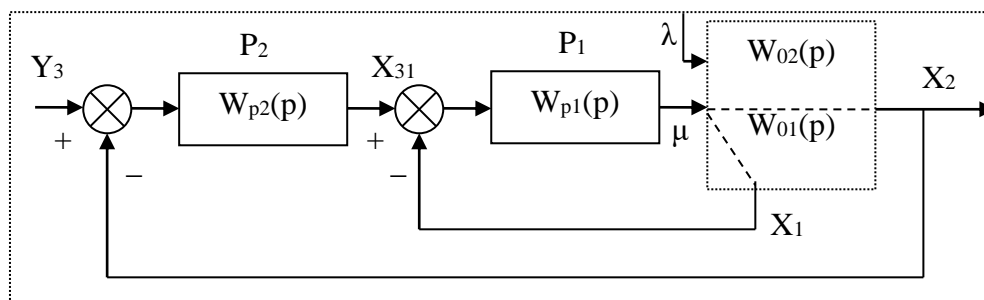 λ
P2
P1
W02(p)
Y3
X31
X2
Wp2(p)
Wp1(p)
W01(p)
+
+
μ
−
−
X1